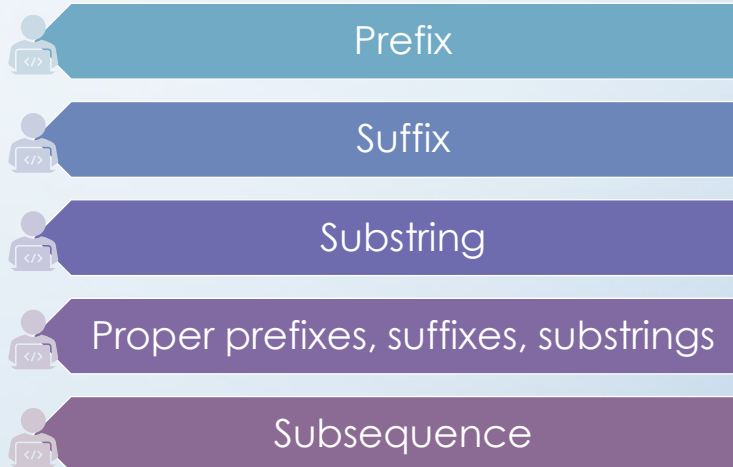 Prefix
Suffix
Substring
Proper prefixes, suffixes, substrings
Subsequence